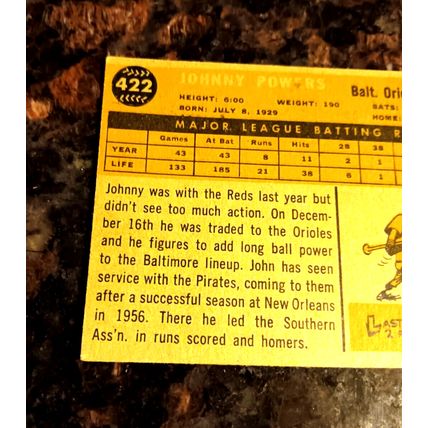 422
JOHNNY POWERS
Balt. Ori
HEIGHT: 6:00 WEIGHT: 190 BATS:
BORN: JULY 8, 1929 HOME:
MAJOR LEAGUE BATTING R
Games At Bat Runs Hits 2B 3B
YEAR 43 43 8 11 2 1
LIFE 133 185 21 38 6 1
Johnny was with the Reds last year but
didn't see too much action. On Decem-
ber 16th he was traded to the Orioles
and he figures to add long ball power
to the Baltimore lineup. John has seen
service with the Pirates, coming to them
after a successful season at New Orleans
in 1956. There he led the Southern
Ass'n. in runs scored and homers.
LAST
2